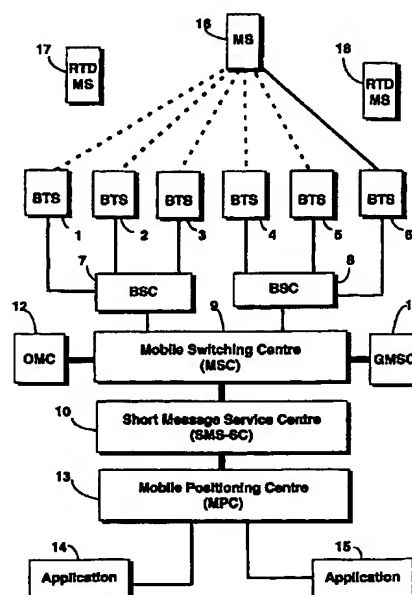 16
MS
17
RTD
MS
18
RTD
MS
BTS
BTS
BTS
BTS
BTS
BTS
1
2
3
4
5
6
7
BSC
8
BSC
12
9
OMC
Mobile Switching Centre
(MSC)
GMSC
10
Short Message Service Centre
(SMS-SC)
13
Mobile Positioning Centre
(MPC)
14
Application
15
Application